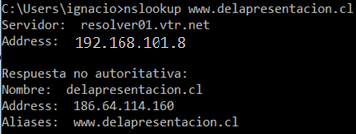 C:\Users\ignacio>nslookup www.delapresentacion.cl
Servidor: resolver01.vtr.net
Address: 192.168.101.8
Respuesta no autoritativa:
Nombre: delapresentacion.cl
Address: 186.64.114.160
Aliases: www.delapresentacion.cl